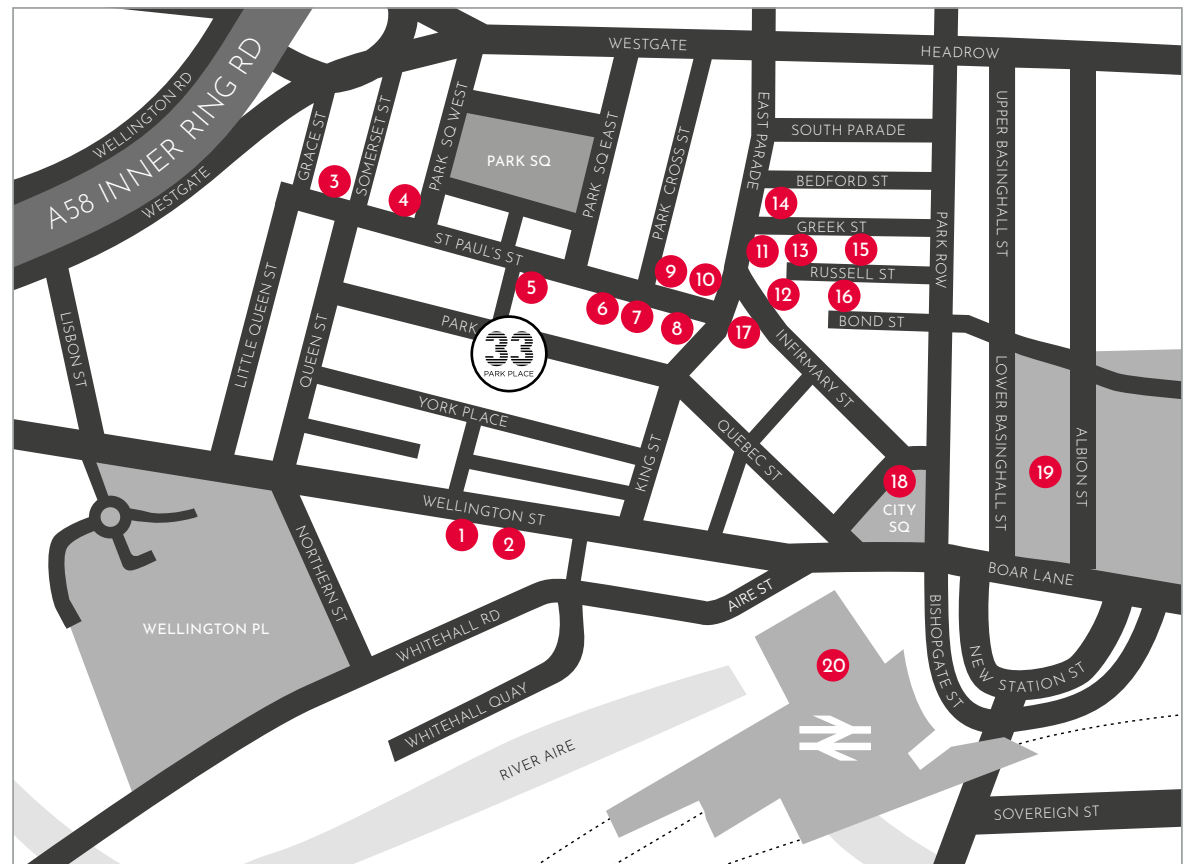 WESTGATE
HEADROW
WELLINGTON RD
A58 INNER RING RD
WESTGATE
GRACE ST
SOMERSET ST
PARK SQ WEST
PARK SQ
PARK SQ EAST
PARK CROSS ST
EAST PARADE
SOUTH PARADE
BEDFORD ST
GREEK ST
RUSSELL ST
BOND ST
PARK ROW
UPPER BASINGHALL ST
3
4
14
ST PAUL'S ST
11
13
15
9
10
5
6
7
8
12
16
17
LISBON ST
LITTLE QUEEN ST
QUEEN ST
PARK
33
PARK PLACE
INFIRMARY ST
YORK PLACE
KING ST
QUEBEC ST
LOWER BASINGHALL ST
ALBION ST
19
18
CITY
SQ
WELLINGTON ST
1
2
NORTHERN ST
BOAR LANE
WELLINGTON PL
WHITEHALL RD
AIRE ST
BISHOPGATE ST
NEW STATION ST
20
WHITEHALL QUAY
RIVER AIRE
SOVEREIGN ST